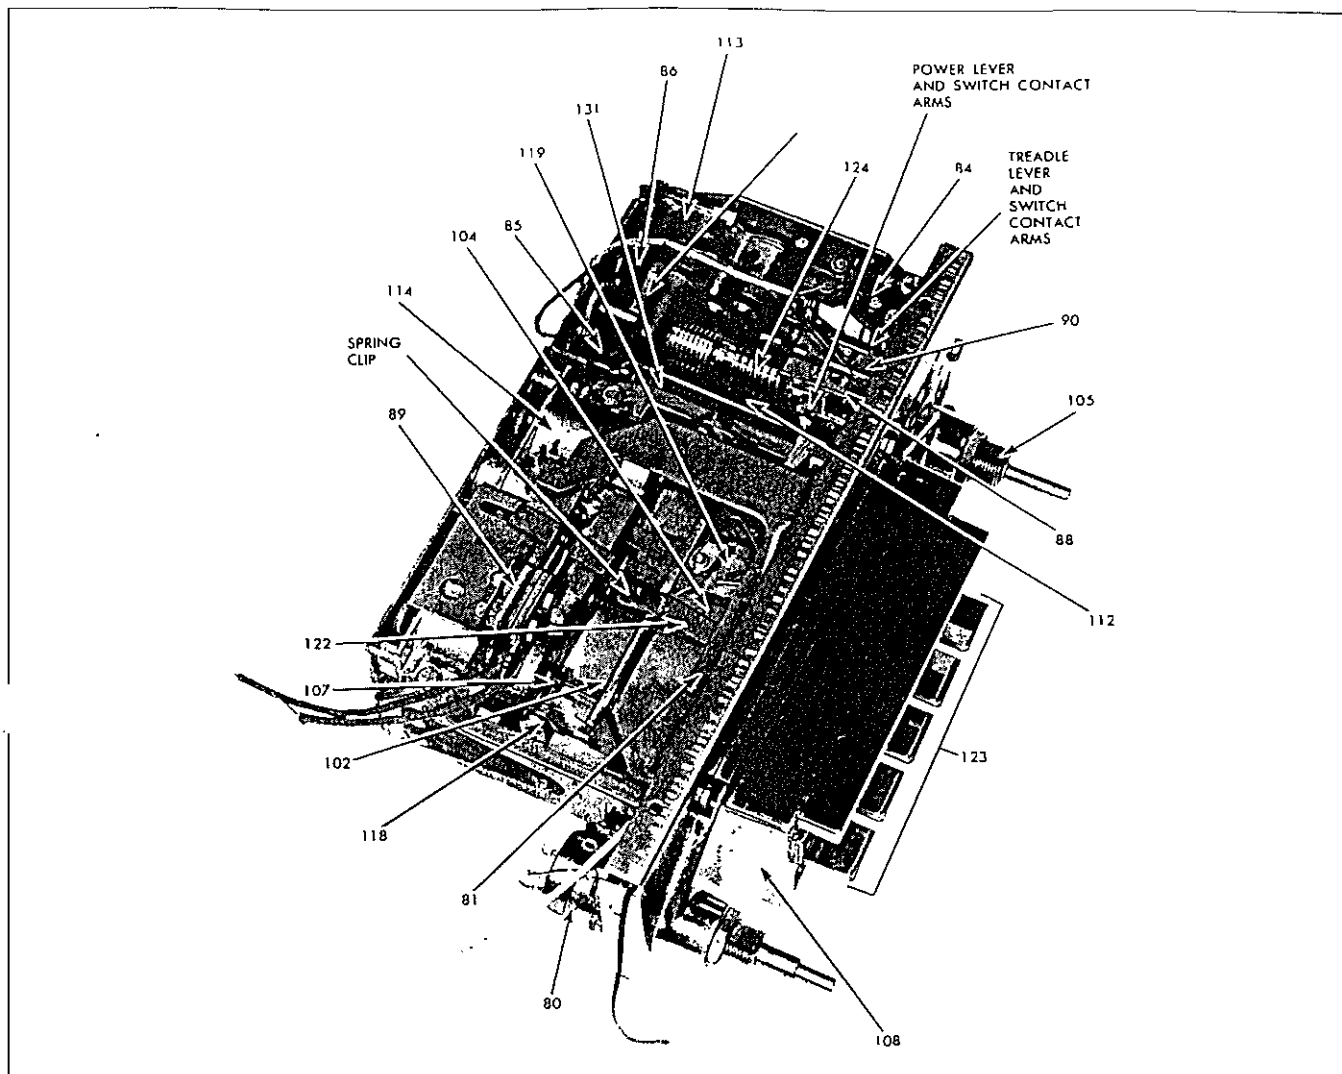 113
86
POWER LEVER
AND SWITCH CONTACT
ARMS
131
119
124
84
TREADLE
LEVER
AND
SWITCH
CONTACT
ARMS
104
85
114
90
SPRING
CLIP
89
105
88
112
122
107
102
123
118
81
80
108